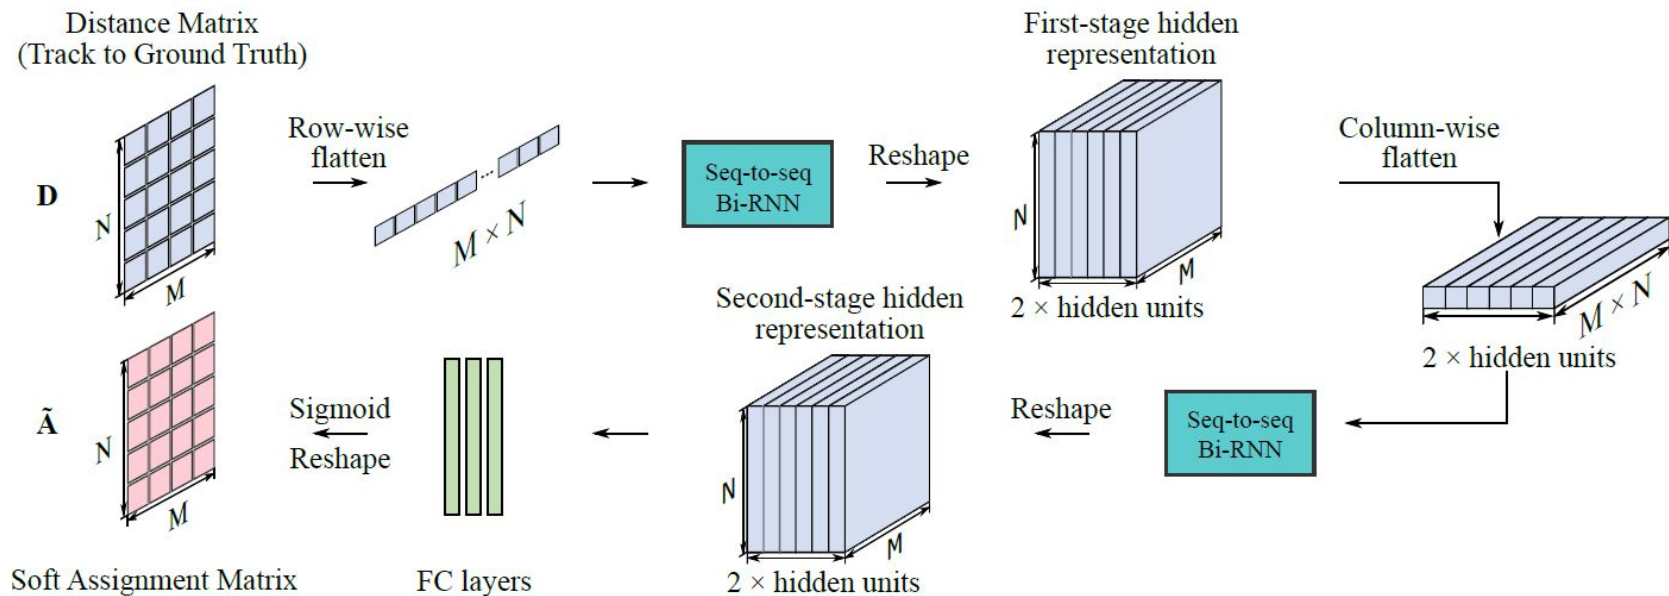 Distance Matrix
(Track to Ground Truth)
D
N
M
Row-wise
flatten
...
M × N
Seq-to-seq
Bi-RNN
Reshape
First-stage hidden
representation
N
M
2 × hidden units
Column-wise
flatten
M × N
2 × hidden units
Seq-to-seq
Bi-RNN
Reshape
Second-stage hidden
representation
N
M
2 × hidden units
FC layers
Sigmoid
Reshape
Ã
N
M
Soft Assignment Matrix